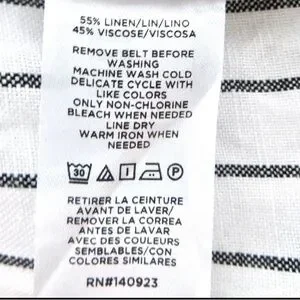 55% LINEN/LIN/LINO
45% VISCOSE/VISCOSA
REMOVE BELT BEFORE
WASHING
MACHINE WASH COLD
DELICATE CYCLE WITH
LIKE COLORS
ONLY NON-CHLORINE
BLEACH WHEN NEEDED
LINE DRY
WARM IRON WHEN
NEEDED
30 P
RETIRER LA CEINTURE
AVANT DE LAVER/
REMOVER LA CORREA
ANTES DE LAVAR
AVEC DES COULEURS
SEMBLABLES/CON
COLORES SIMILARES
RN#140923